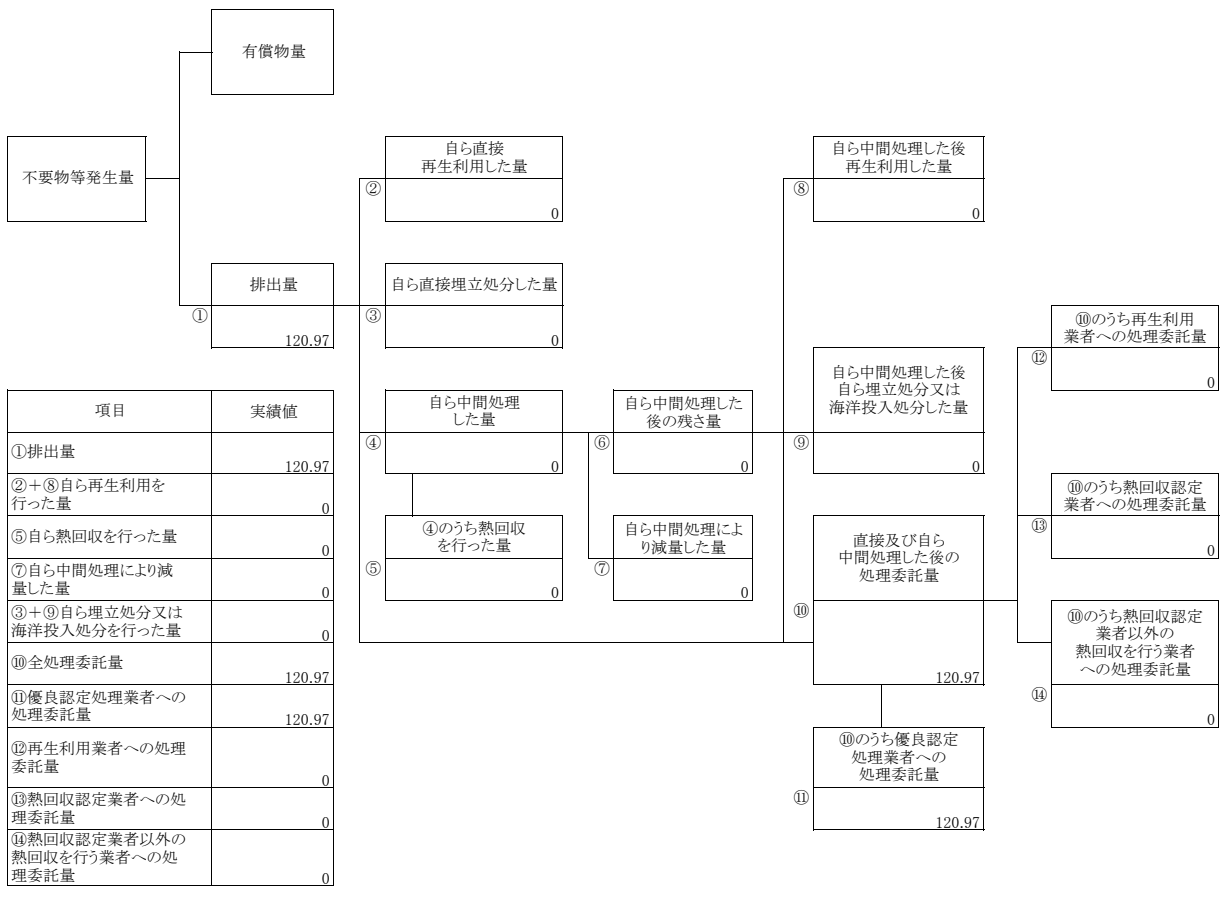 有償物量
不要物等発生量
自ら直接
再生利用した量
②
0
自ら中間処理した後
再生利用した量
⑧
0
排出量
①
120.97
自ら直接埋立処分した量
③
0
⑩のうち再生利用
業者への処理委託量
⑫
0
自ら中間処理
した量
④
0
自ら中間処理した
後の残さ量
⑥
0
自ら中間処理した後
自ら埋立処分又は
海洋投入処分した量
⑨
0
⑩のうち熱回収認定
業者への処理委託量
⑬
0
④のうち熱回収
を行った量
⑤
0
自ら中間処理によ
り減量した量
⑦
0
直接及び自ら
中間処理した後の
処理委託量
⑩
120.97
⑩のうち熱回収認定
業者以外の
熱回収を行う業者
への処理委託量
⑭
0
⑩のうち優良認定
処理業者への
処理委託量
⑪
120.97
項目 実績値
①排出量
120.97
②＋⑧自ら再生利用を
行った量
0
⑤自ら熱回収を行った量
0
⑦自ら中間処理により減
量した量
0
③＋⑨自ら埋立処分又は
海洋投入処分を行った量
0
⑩全処理委託量
120.97
⑪優良認定処理業者への
処理委託量
120.97
⑫再生利用業者への処理
委託量
0
⑬熱回収認定業者への処
理委託量
0
⑭熱回収認定業者以外の
熱回収を行う業者への処
理委託量
0